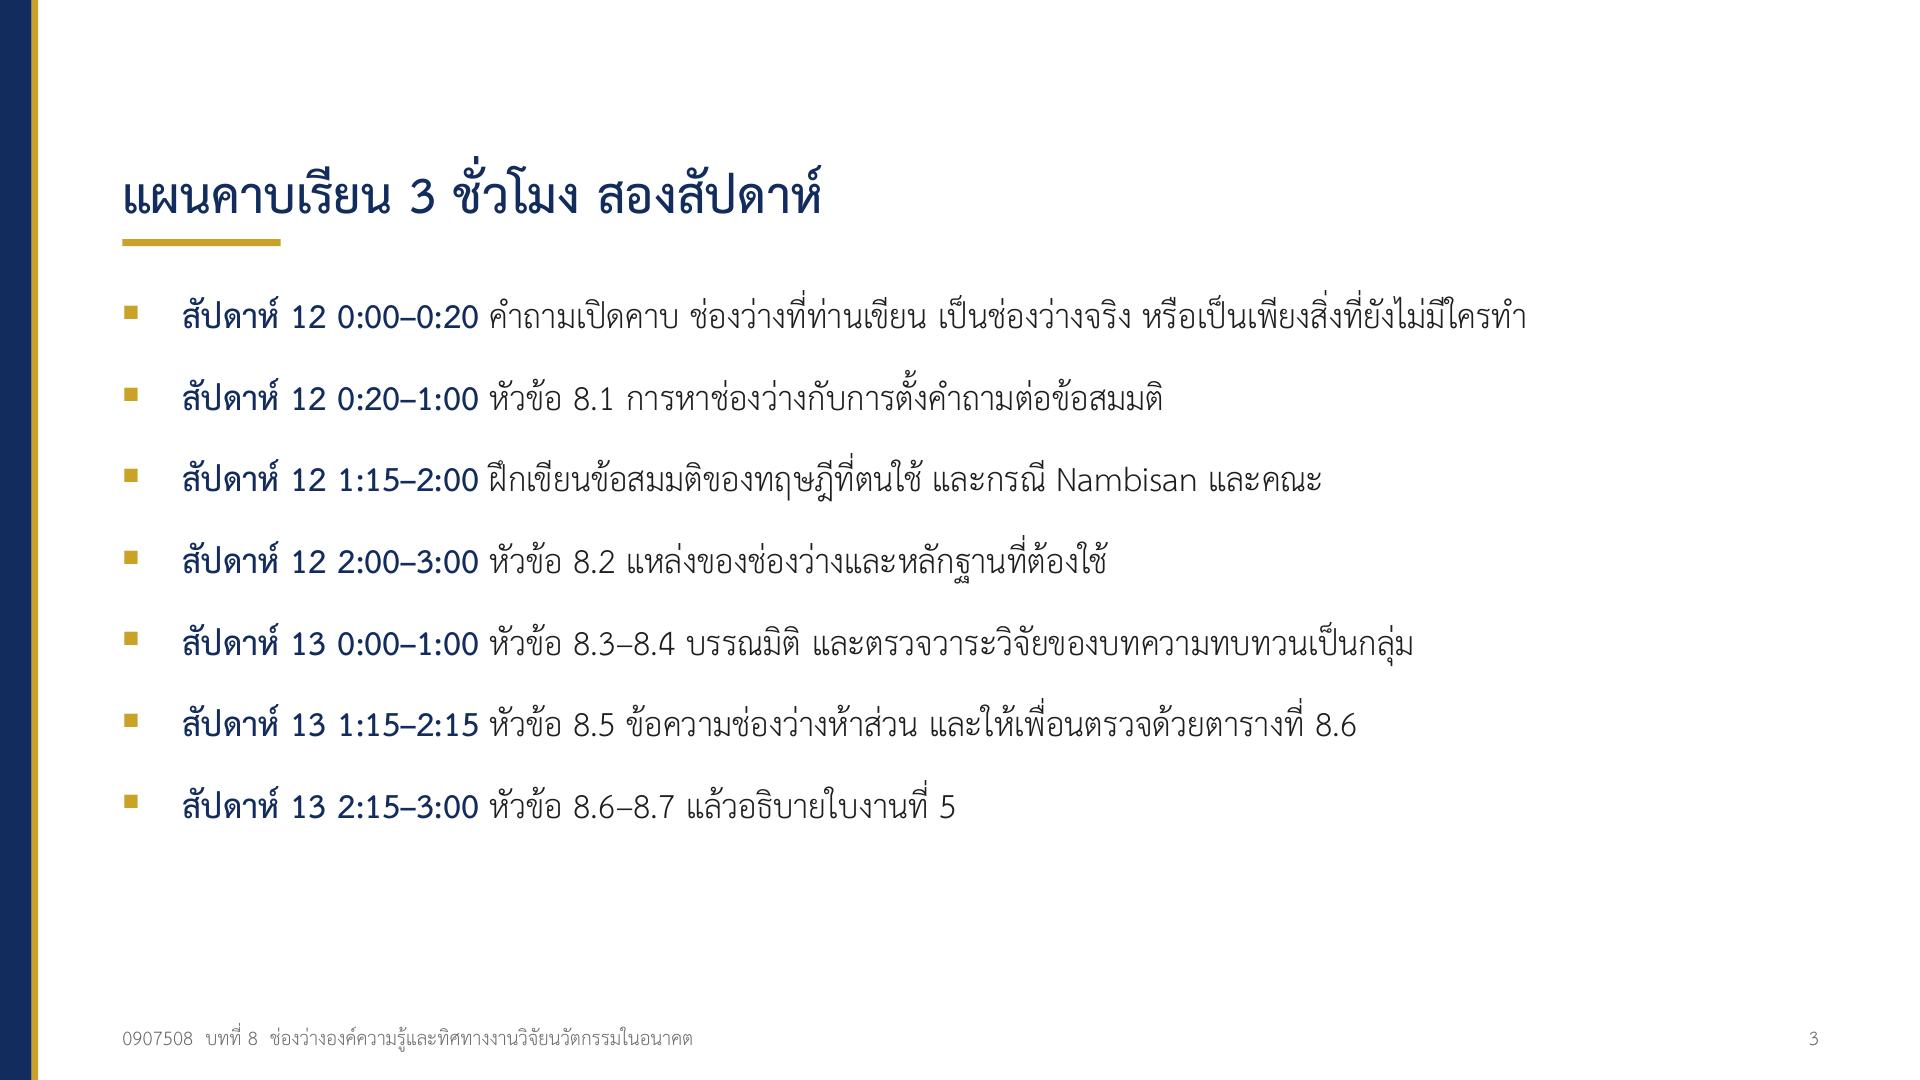 แผนคาบเรียน 3 ชั่วโมง สองสัปดาห์
▪ สัปดาห์ 12 0:00–0:20 คำถามเปิดคาบ ช่องว่างที่ท่านเขียน เป็นช่องว่างจริง หรือเป็นเพียงสิ่งที่ยังไม่มีใครทำ
▪ สัปดาห์ 12 0:20–1:00 หัวข้อ 8.1 การหาช่องว่างกับการตั้งคำถามต่อข้อสมมติ
▪ สัปดาห์ 12 1:15–2:00 ฝึกเขียนข้อสมมติของทฤษฎีที่ตนใช้ และกรณี Nambisan และคณะ
▪ สัปดาห์ 12 2:00–3:00 หัวข้อ 8.2 แหล่งของช่องว่างและหลักฐานที่ต้องใช้
▪ สัปดาห์ 13 0:00–1:00 หัวข้อ 8.3–8.4 บรรณมิติ และตรวจวาระวิจัยของบทความทบทวนเป็นกลุ่ม
▪ สัปดาห์ 13 1:15–2:15 หัวข้อ 8.5 ข้อความช่องว่างห้าส่วน และให้เพื่อนตรวจด้วยตารางที่ 8.6
▪ สัปดาห์ 13 2:15–3:00 หัวข้อ 8.6–8.7 แล้วอธิบายใบงานที่ 5
0907508 บทที่ 8 ช่องว่างองค์ความรู้และทิศทางงานวิจัยนวัตกรรมในอนาคต
3